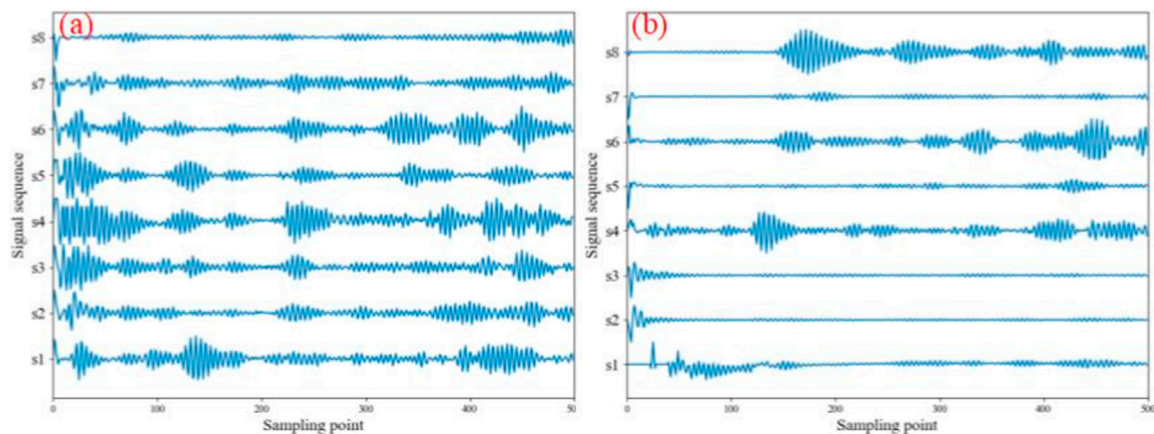 (a)
s8
s7
s6
s5
s4
s3
s2
s1
Signal sequence
0 100 200 300 400 50
Sampling point
(b)
s8
s7
s6
s5
s4
s3
s2
s1
Signal sequence
0 100 200 300 400 500
Sampling point